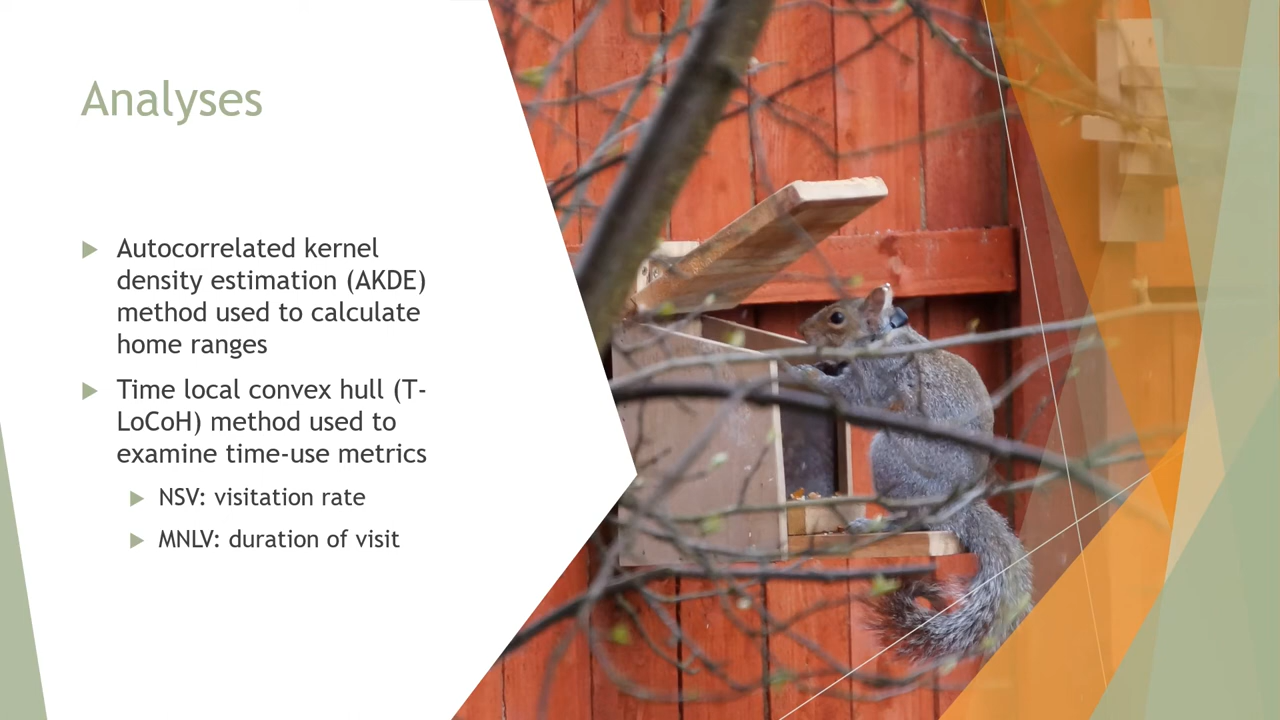 Analyses
Autocorrelated kernel
density estimation (AKDE)
method used to calculate
home ranges
Time local convex hull (T-
LoCoH) method used to
examine time-use metrics
NSV: visitation rate
MNLV: duration of visit